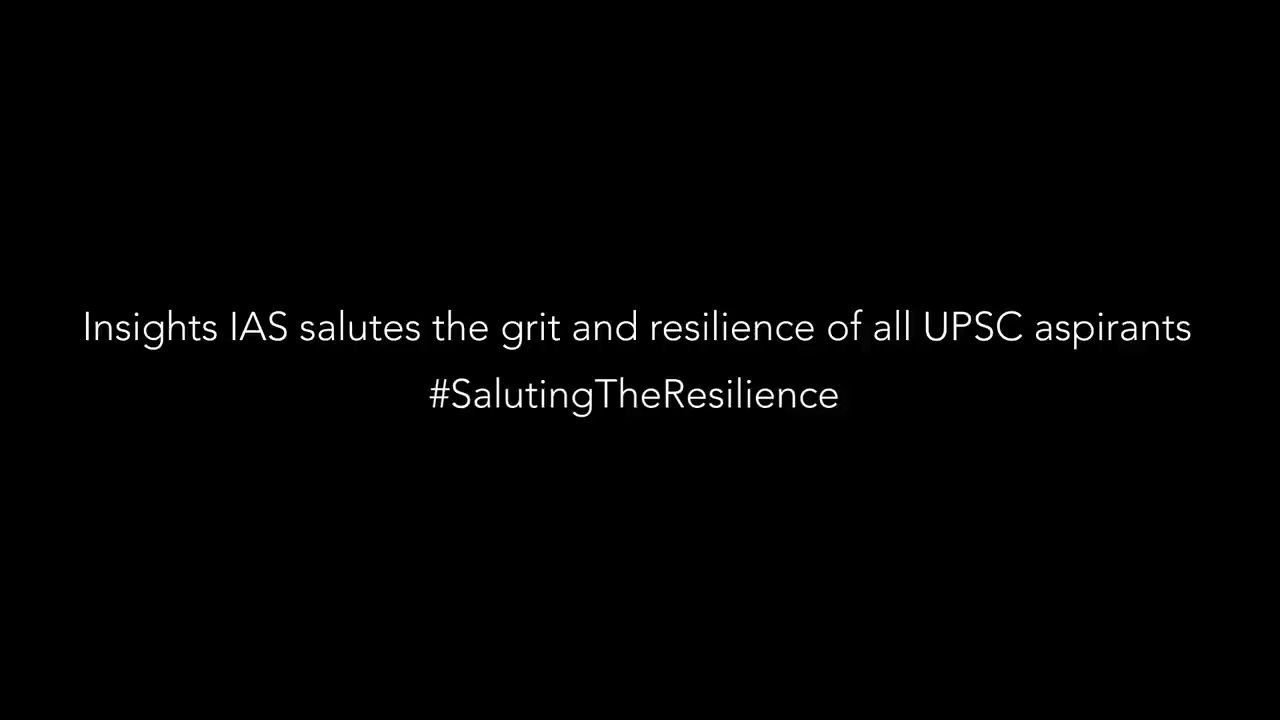 Insights IAS salutes the grit and resilience of all UPSC aspirants
#SalutingTheResilience